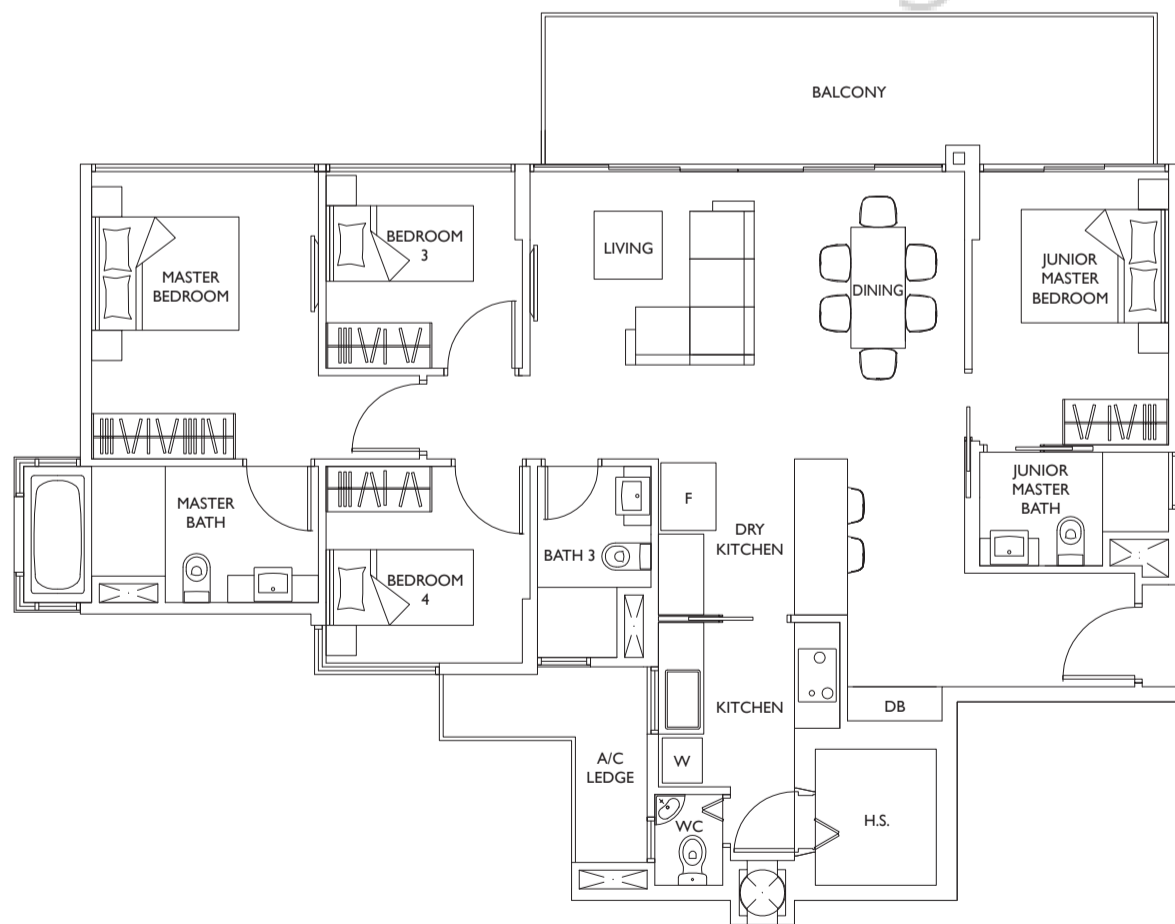 BALCONY
MASTER
BEDROOM
BEDROOM
3
LIVING
DINING
JUNIOR
MASTER
BEDROOM
MASTER
BATH
BEDROOM
4
BATH 3
F
DRY
KITCHEN
JUNIOR
MASTER
BATH
KITCHEN
W
A/C
LEDGE
WC
DB
H.S.